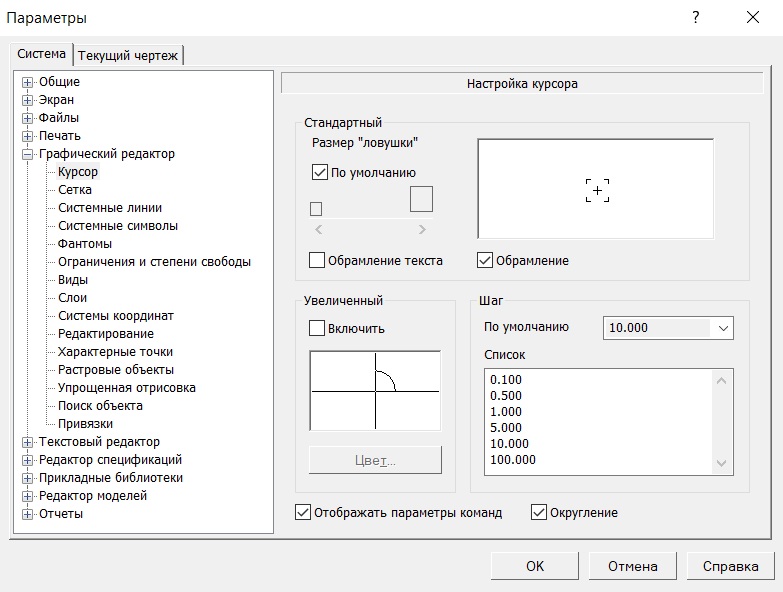 Параметры
Система
Текущий чертеж
Общие
Экран
Файлы
Печать
Графический редактор
Курсор
Сетка
Системные линии
Системные символы
Фантомы
Ограничения и степени свободы
Виды
Слои
Системы координат
Редактирование
Характерные точки
Растровые объекты
Упрощенная отрисовка
Поиск объекта
Привязки
Текстовый редактор
Редактор спецификаций
Прикладные библиотеки
Редактор моделей
Отчеты
Настройка курсора
Стандартный
Размер "ловушки"
По умолчанию
Обрамление текста
Обрамление
Увеличенный
Включить
Цвет...
Шаг
По умолчанию
10.000
Список
0.100
0.500
1.000
5.000
10.000
100.000
Отображать параметры команд
Округление
OK
Отмена
Справка